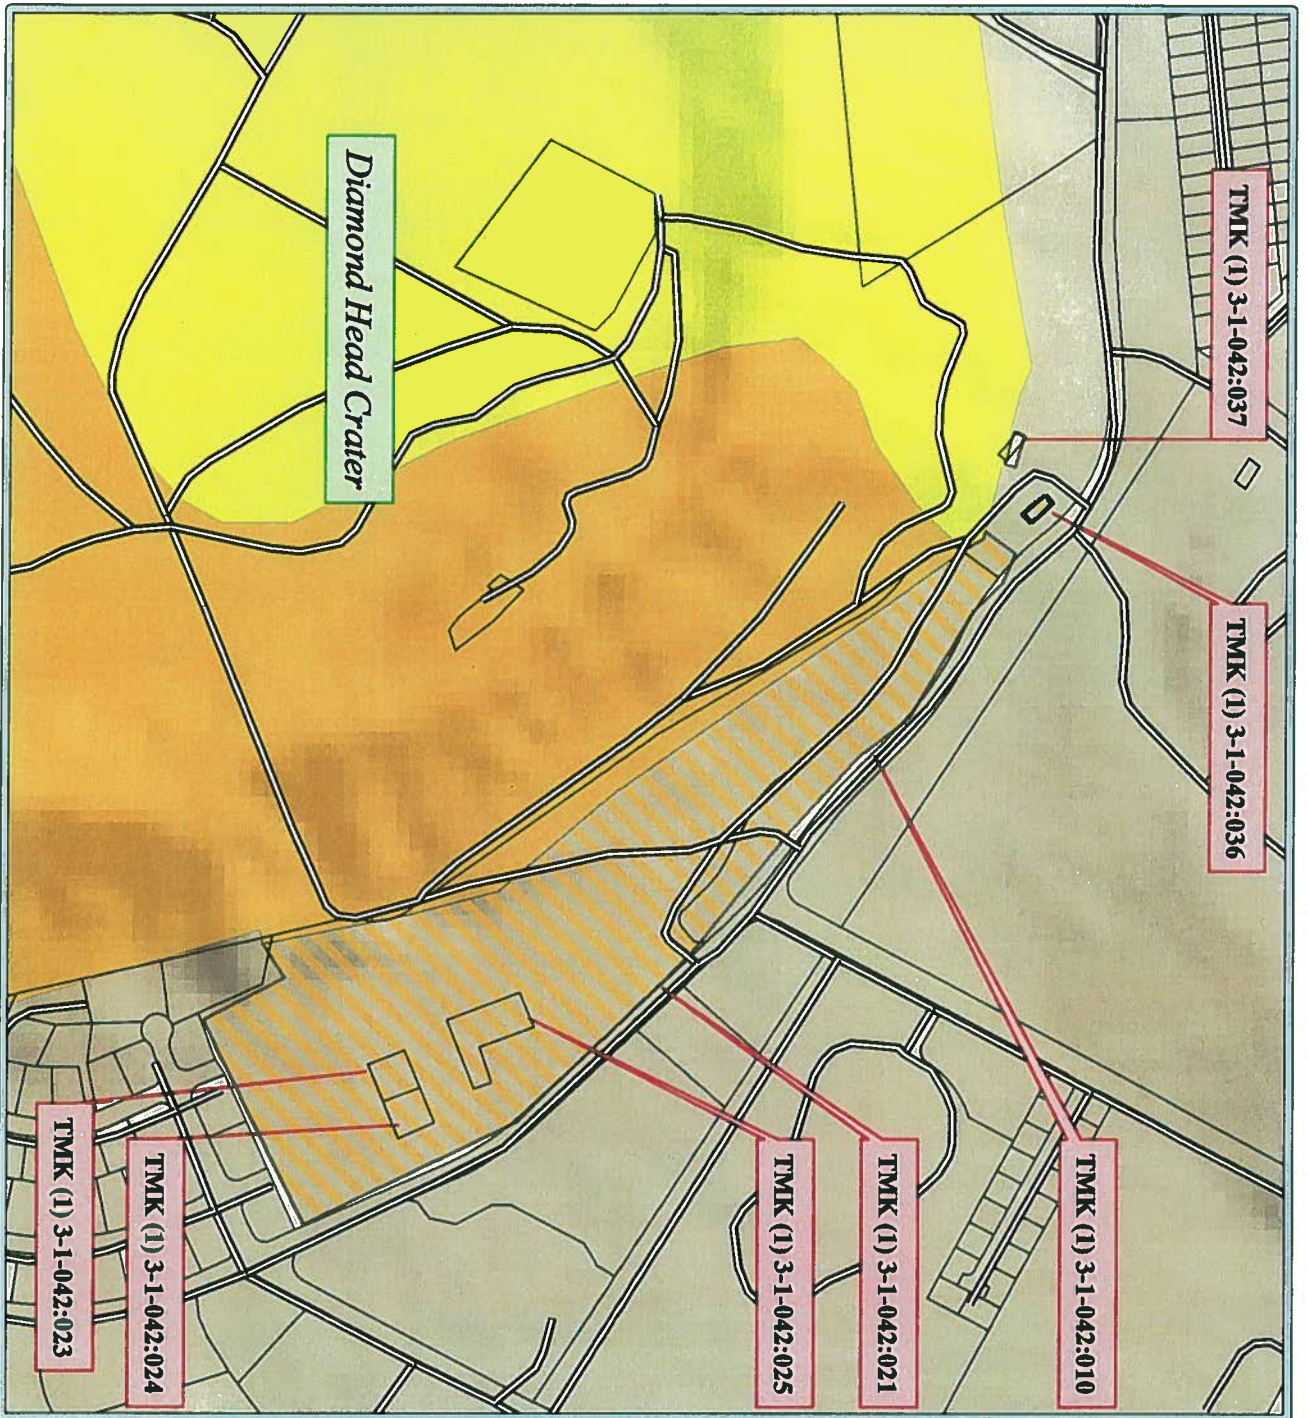 TMK (1) 3-1-042:037
TMK (1) 3-1-042:036
Diamond Head Crater
TMK (1) 3-1-042:010
TMK (1) 3-1-042:021
TMK (1) 3-1-042:025
TMK (1) 3-1-042:024
TMK (1) 3-1-042:023